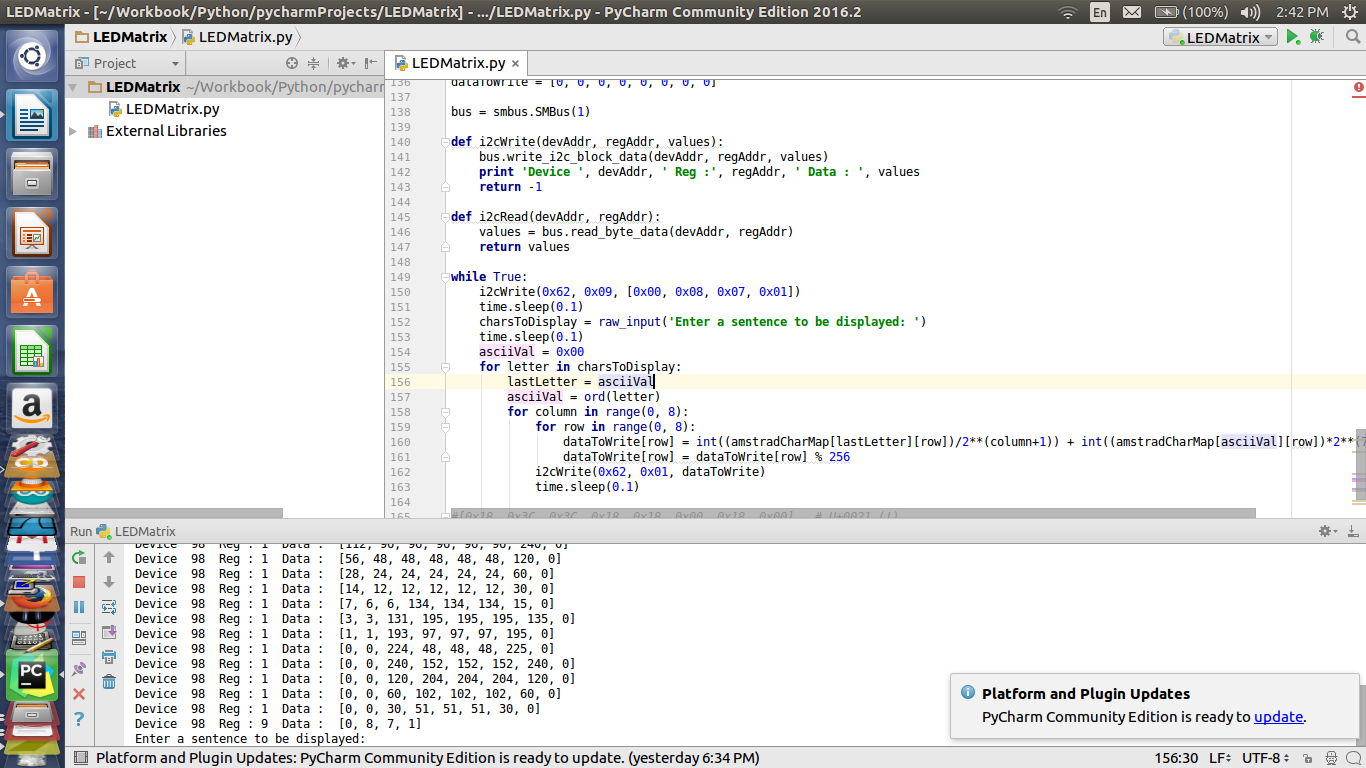 LEDMatrix - [~/Workbook/Python/pycharmProjects/LEDMatrix] - .../LEDMatrix.py - PyCharm Community Edition 2016.2
En
(100%)
2:42 PM
LEDMatrix
LEDMatrix.py
LEDMatrix
Project
LEDMatrix.py
LEDMatrix ~/Workbook/Python/pycharm
LEDMatrix.py
External Libraries
136 dataToWrite = [0, 0, 0, 0, 0, 0, 0, 0]
137
138 bus = smbus.SMBus(1)
139
140 def i2cWrite(devAddr, regAddr, values):
141 bus.write_i2c_block_data(devAddr, regAddr, values)
142 print 'Device ', devAddr, ' Reg :', regAddr, ' Data : ', values
143 return -1
144
145 def i2cRead(devAddr, regAddr):
146 values = bus.read_byte_data(devAddr, regAddr)
147 return values
148
149 while True:
150 i2cWrite(0x62, 0x09, [0x00, 0x08, 0x07, 0x01])
151 time.sleep(0.1)
152 charsToDisplay = raw_input('Enter a sentence to be displayed: ')
153 time.sleep(0.1)
154 asciiVal = 0x00
155 for letter in charsToDisplay:
156 lastLetter = asciiVal
157 asciiVal = ord(letter)
158 for column in range(0, 8):
159 for row in range(0, 8):
160 dataToWrite[row] = int((amstradCharMap[lastLetter][row])/2**(column+1)) + int((amstradCharMap[asciiVal][row])*2**(7
161 dataToWrite[row] = dataToWrite[row] % 256
162 i2cWrite(0x62, 0x01, dataToWrite)
163 time.sleep(0.1)
164
165 #[0x18, 0x3C, 0x3C, 0x18, 0x18, 0x00, 0x18, 0x00], # U+0021 (!)
Run LEDMatrix
Device 98 Reg : 1 Data : [112, 96, 96, 96, 96, 96, 240, 0]
Device 98 Reg : 1 Data : [56, 48, 48, 48, 48, 48, 120, 0]
Device 98 Reg : 1 Data : [28, 24, 24, 24, 24, 24, 60, 0]
Device 98 Reg : 1 Data : [14, 12, 12, 12, 12, 12, 30, 0]
Device 98 Reg : 1 Data : [7, 6, 6, 134, 134, 134, 15, 0]
Device 98 Reg : 1 Data : [3, 3, 131, 195, 195, 195, 135, 0]
Device 98 Reg : 1 Data : [1, 1, 193, 97, 97, 97, 195, 0]
Device 98 Reg : 1 Data : [0, 0, 224, 48, 48, 48, 225, 0]
Device 98 Reg : 1 Data : [0, 0, 240, 152, 152, 152, 240, 0]
Device 98 Reg : 1 Data : [0, 0, 120, 204, 204, 204, 120, 0]
Device 98 Reg : 1 Data : [0, 0, 60, 102, 102, 102, 60, 0]
Device 98 Reg : 1 Data : [0, 0, 30, 51, 51, 51, 30, 0]
Device 98 Reg : 9 Data : [0, 8, 7, 1]
Enter a sentence to be displayed:
Platform and Plugin Updates
PyCharm Community Edition is ready to update.
Platform and Plugin Updates: PyCharm Community Edition is ready to update. (yesterday 6:34 PM)
156:30
LF
UTF-8
PC